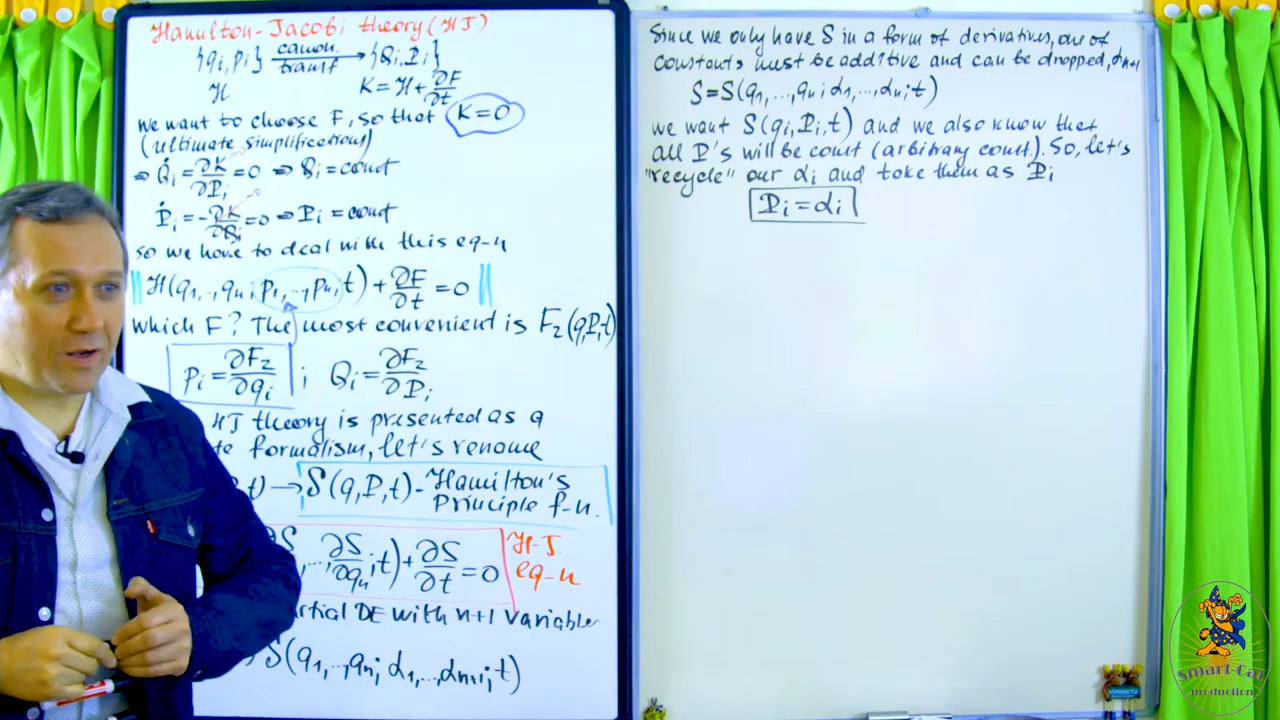 Hamilton-Jacobi theory (HJ)
{qi, pi} canon. transf → {Qi, Pi}
H K = H + ∂F/∂t
we want to choose F, so that K=0
(ultimate simplifications)
⇒ Q̇i = ∂K/∂Pi = 0 ⇒ Qi = const
Ṗi = -∂K/∂Qi = 0 ⇒ Pi = const
so we have to deal with this eq-n
H(q1,..,qn; p1,..,pn, t) + ∂F/∂t = 0
which F? The most convenient is F2(q,P,t)
pi = ∂F2/∂qi ; Qi = ∂F2/∂Pi
HJ theory is presented as a
formalism, let's rename
t) → S(q,P,t) - Hamilton's
Principle f-n.
..., ∂S/∂qn; t) + ∂S/∂t = 0 H-J. eq-n
DE with n+1 variable
S(q1,..,qn; α1,..,αn+1; t)
Since we only have S in a form of derivatives, one of
constants must be additive and can be dropped, αn+1
S=S(q1,...,qn; α1,...,αn; t)
we want S(qi, Pi, t) and we also know that
all P's will be const (arbitrary const.). So, let's
"recycle" our αi and take them as Pi
Pi = αi
Smart-Cat
production